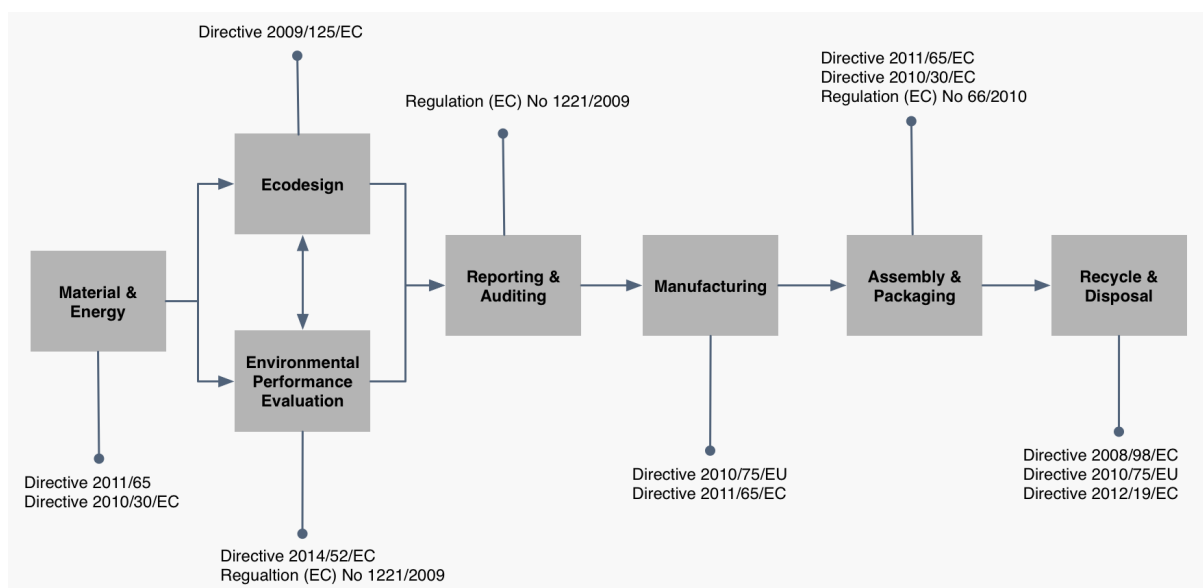 Directive 2009/125/EC
Directive 2011/65/EC
Directive 2010/30/EC
Regulation (EC) No 66/2010
Regulation (EC) No 1221/2009
Ecodesign
Material &
Energy
Reporting &
Auditing
Manufacturing
Assembly &
Packaging
Recycle &
Disposal
Environmental
Performance
Evaluation
Directive 2011/65
Directive 2010/30/EC
Directive 2014/52/EC
Regualtion (EC) No 1221/2009
Directive 2010/75/EU
Directive 2011/65/EC
Directive 2008/98/EC
Directive 2010/75/EU
Directive 2012/19/EC